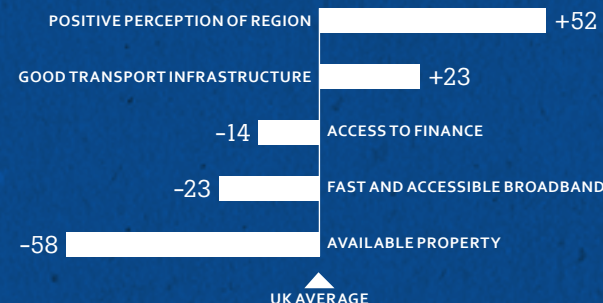 POSITIVE PERCEPTION OF REGION +52
GOOD TRANSPORT INFRASTRUCTURE +23
-14 ACCESS TO FINANCE
-23 FAST AND ACCESSIBLE BROADBAND
-58 AVAILABLE PROPERTY
UK AVERAGE